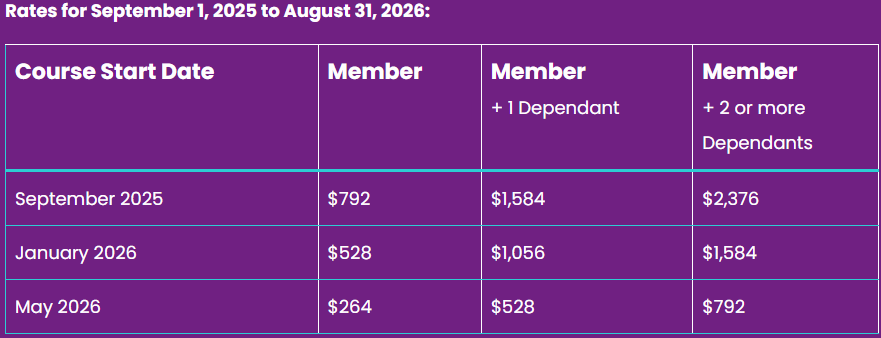 Rates for September 1, 2025 to August 31, 2026:
Course Start Date
Member
Member
+ 1 Dependant
Member
+ 2 or more
Dependants
September 2025 $792 $1,584 $2,376
January 2026 $528 $1,056 $1,584
May 2026 $264 $528 $792